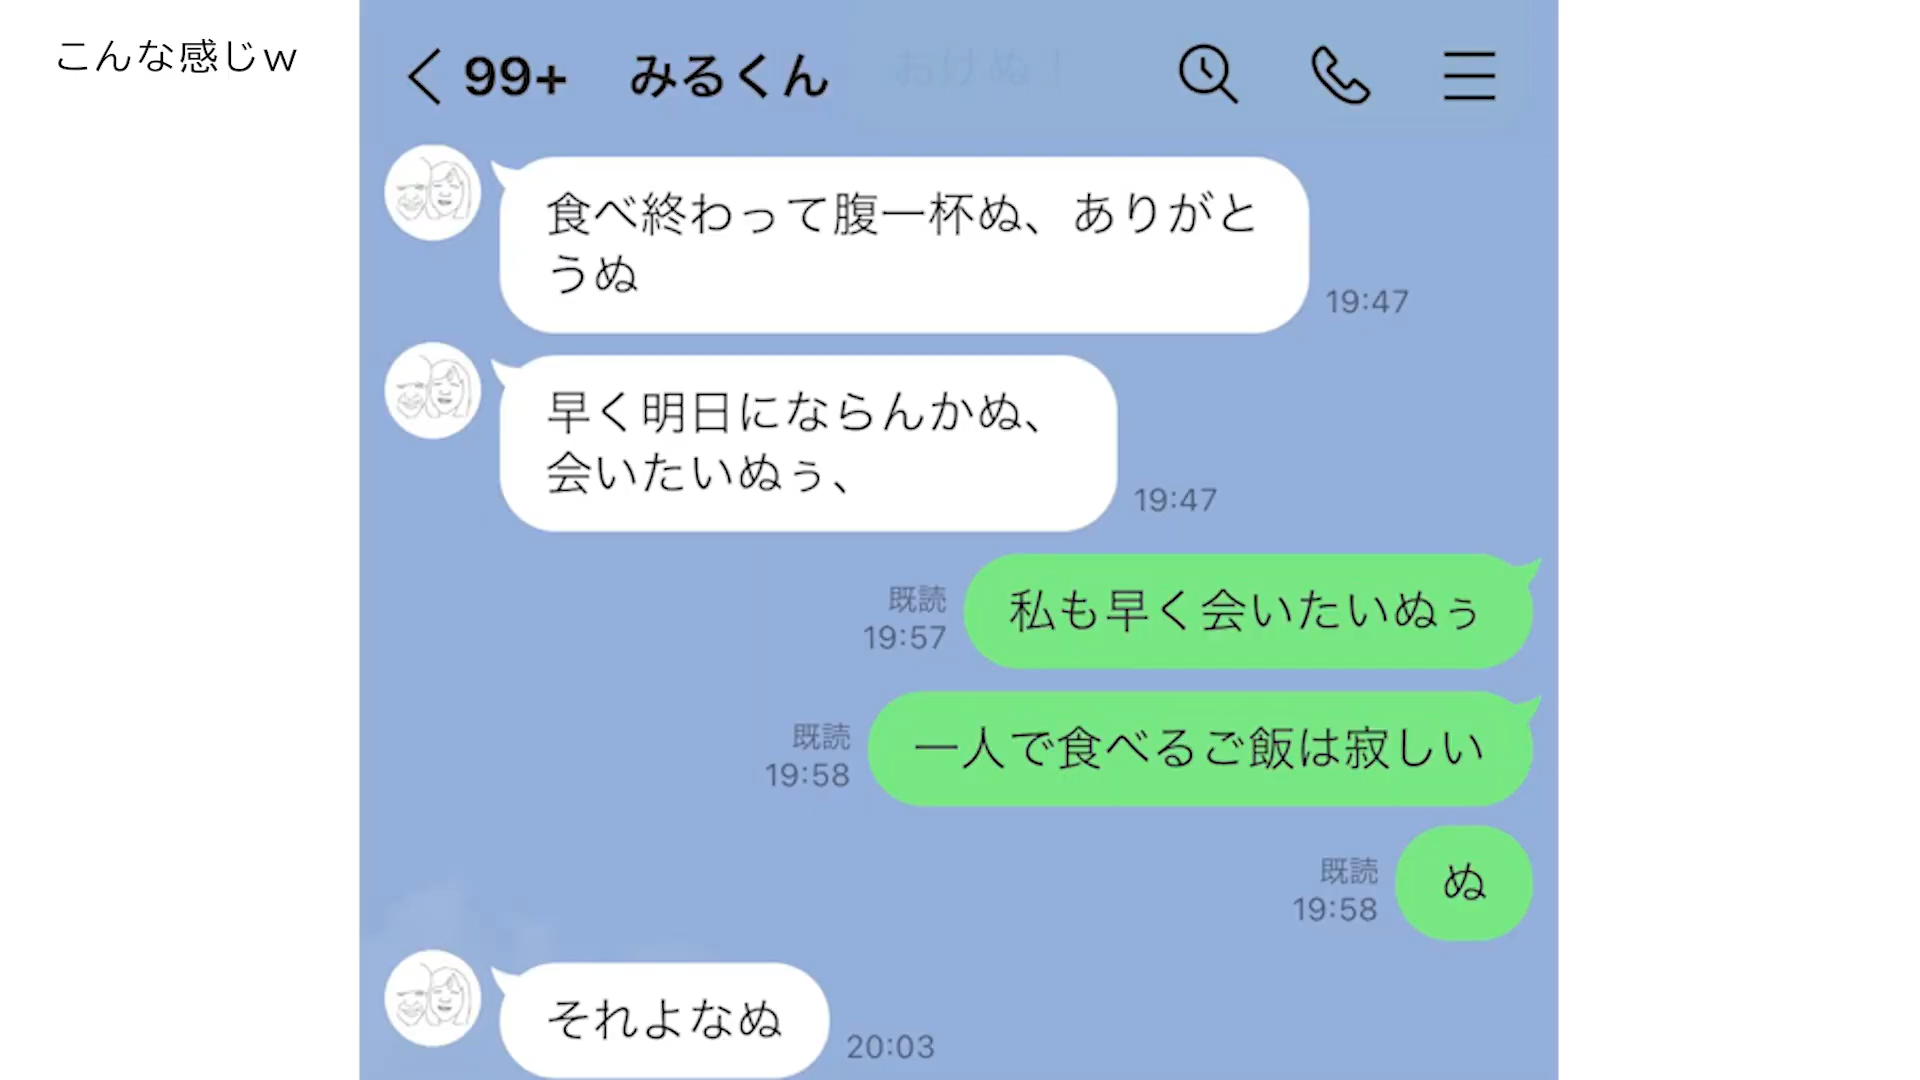 こんな感じｗ
99+ みるくん
おけぬ！
食べ終わって腹一杯ぬ、ありがと
うぬ
19:47
早く明日にならんかぬ、
会いたいぬぅ、
19:47
私も早く会いたいぬぅ
既読
19:57
一人で食べるご飯は寂しい
既読
19:58
ぬ
既読
19:58
それよなぬ
20:03